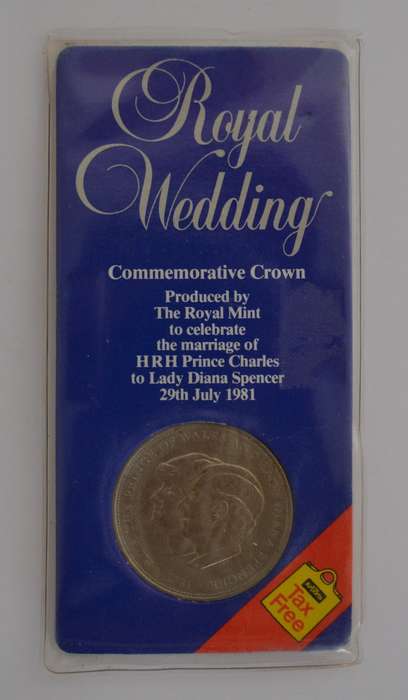 Royal
Wedding
Commemorative Crown
Produced by
The Royal Mint
to celebrate
the marriage of
HRH Prince Charles
to Lady Diana Spencer
29th July 1981
Tax
Free